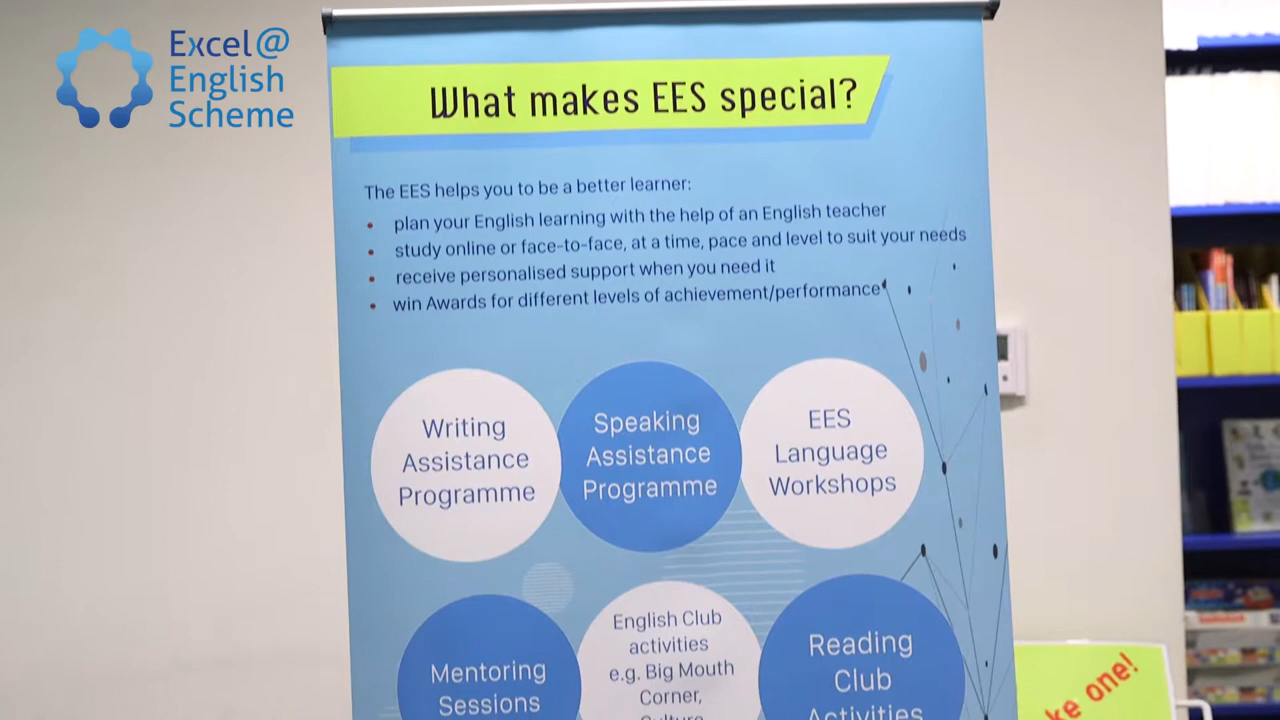 Excel@
English
Scheme
What makes EES special?
The EES helps you to be a better learner:
• plan your English learning with the help of an English teacher
• study online or face-to-face, at a time, pace and level to suit your needs
• receive personalised support when you need it
• win Awards for different levels of achievement/performance
Writing
Assistance
Programme
Speaking
Assistance
Programme
EES
Language
Workshops
Mentoring
Sessions
English Club
activities
e.g. Big Mouth
Corner,
Reading
Club
Activities
one!